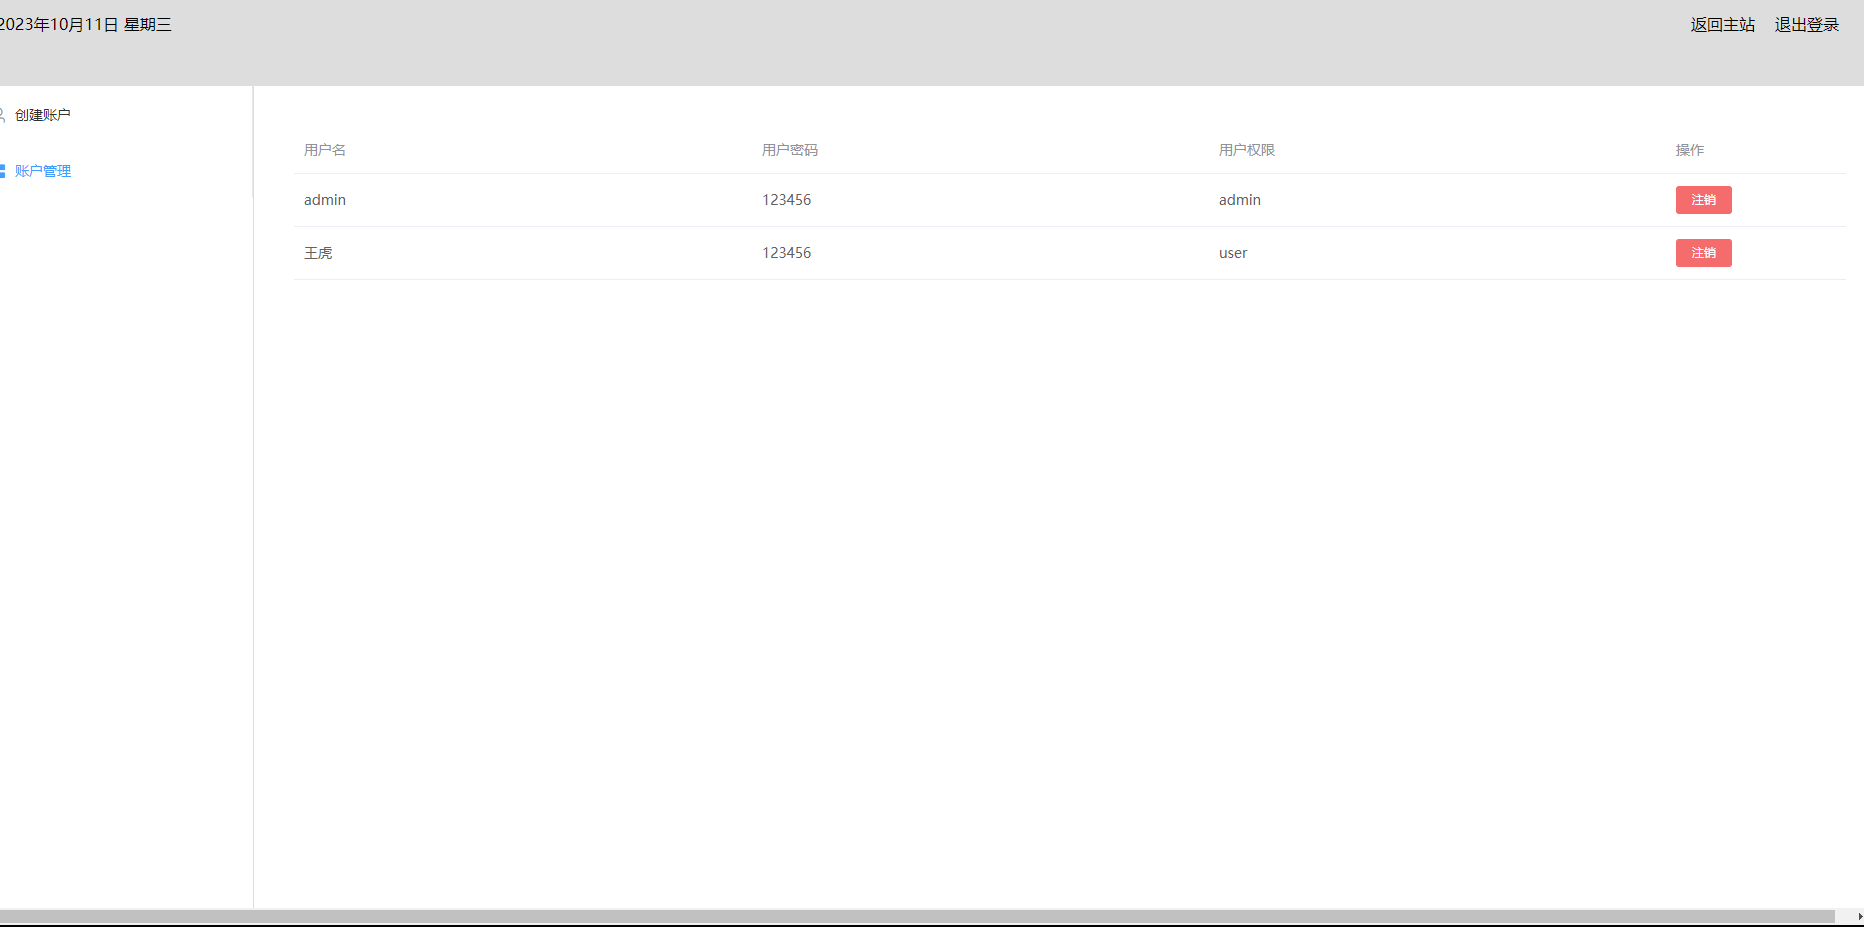 2023年10月11日 星期三
返回主站 退出登录
创建账户
账户管理
用户名 用户密码 用户权限 操作
admin 123456 admin 注销
王虎 123456 user 注销